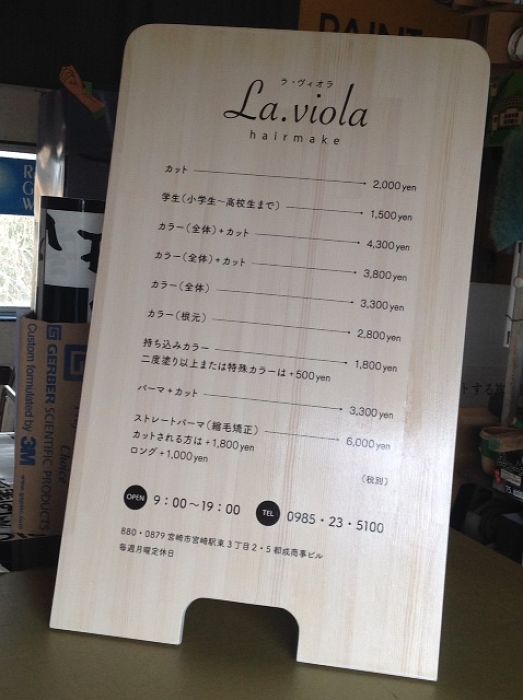 PAINT
ラ・ヴィオラ
La.viola
hairmake
カット 2,000yen
学生(小学生〜高校生まで) 1,500yen
カラー(全体)+カット 4,300yen
カラー(全体)+カット 3,800yen
カラー(全体) 3,300yen
カラー(根元) 2,800yen
持ち込みカラー 1,800yen
二度塗り以上または特殊カラーは+500yen
パーマ+カット 3,300yen
ストレートパーマ(縮毛矯正) 6,000yen
カットされる方は+1,800yen
ロング+1,000yen
(税別)
OPEN 9:00〜19:00 TEL 0985・23・5100
880・0879 宮崎市宮崎駅東3丁目2・5 都成商事ビル
毎週月曜定休日
GERBER SCIENTIFIC PRODUCTS
Custom formulated by 3M
Choice